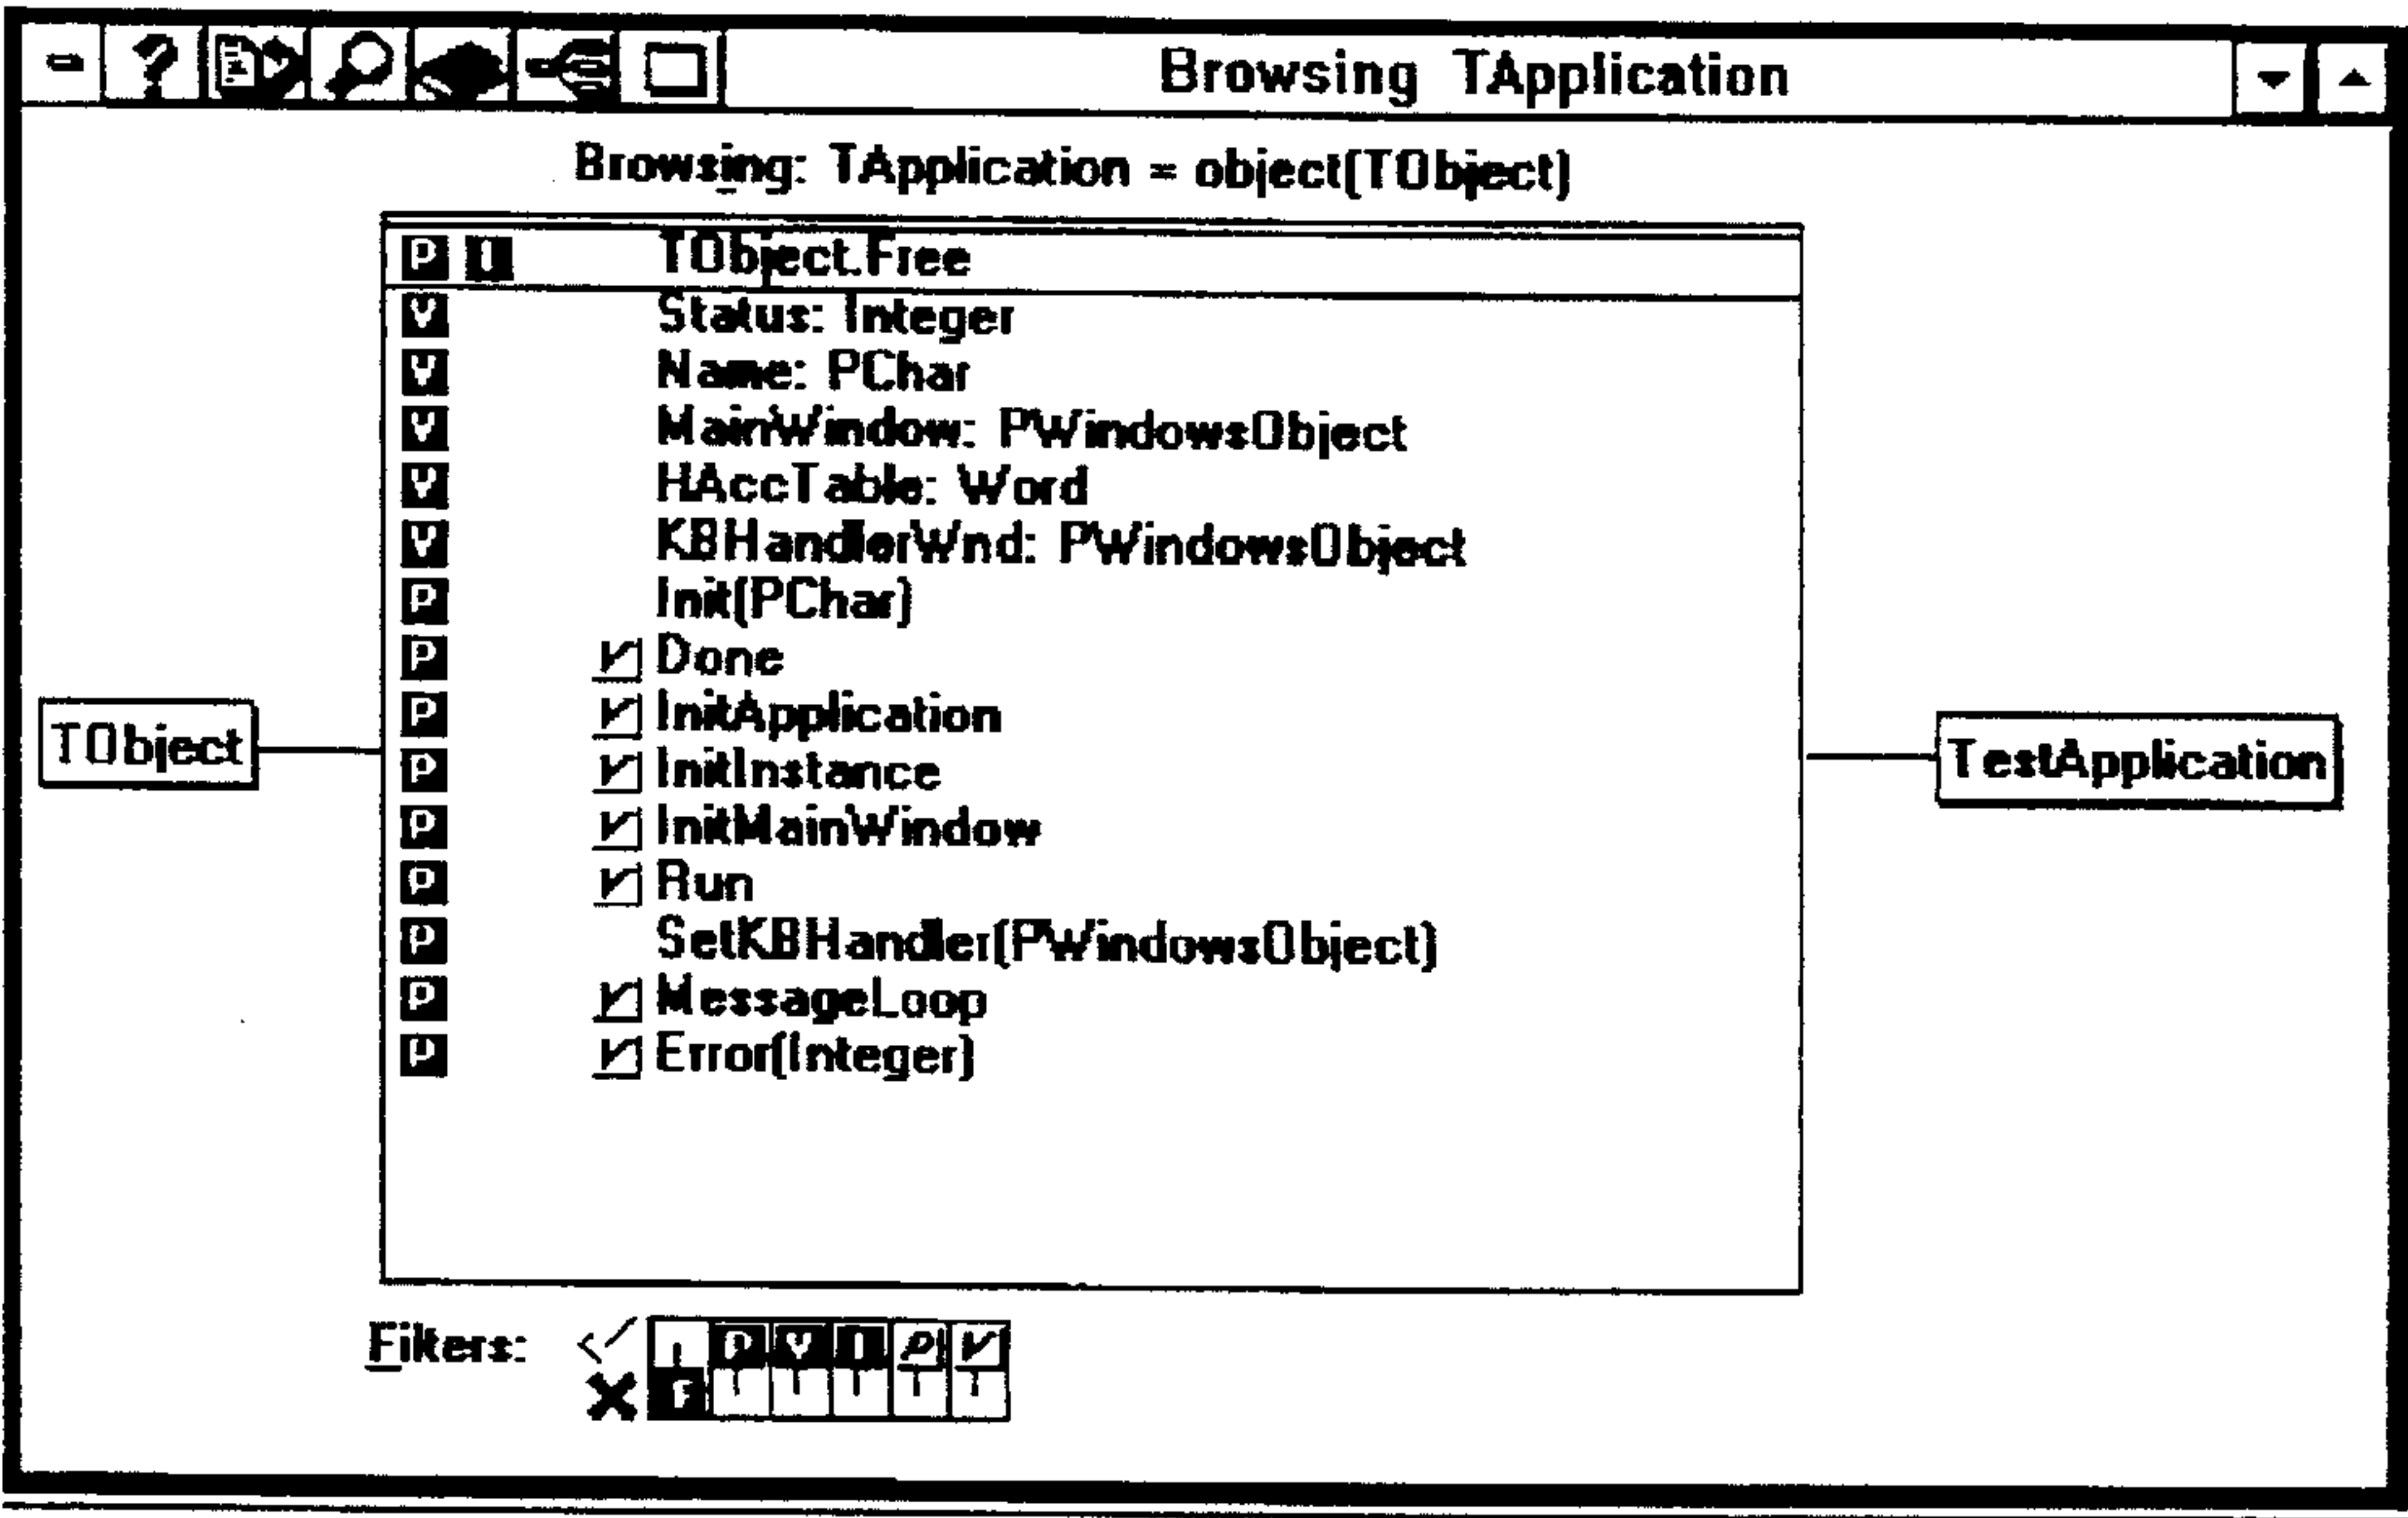 Browsing TApplication
Browsing: TApplication = object(TObject)
P I TObject.Free
V Status: Integer
V Name: PChar
V MainWindow: PWindowsObject
V HAccTable: Word
V KBHandlerWnd: PWindowsObject
P Init(PChar)
P V Done
P V InitApplication
P V InitInstance
P V InitMainWindow
P V Run
P SetKBHandler(PWindowsObject)
P V MessageLoop
P V Error(Integer)
TObject
TestApplication
Filters: F P V I P V